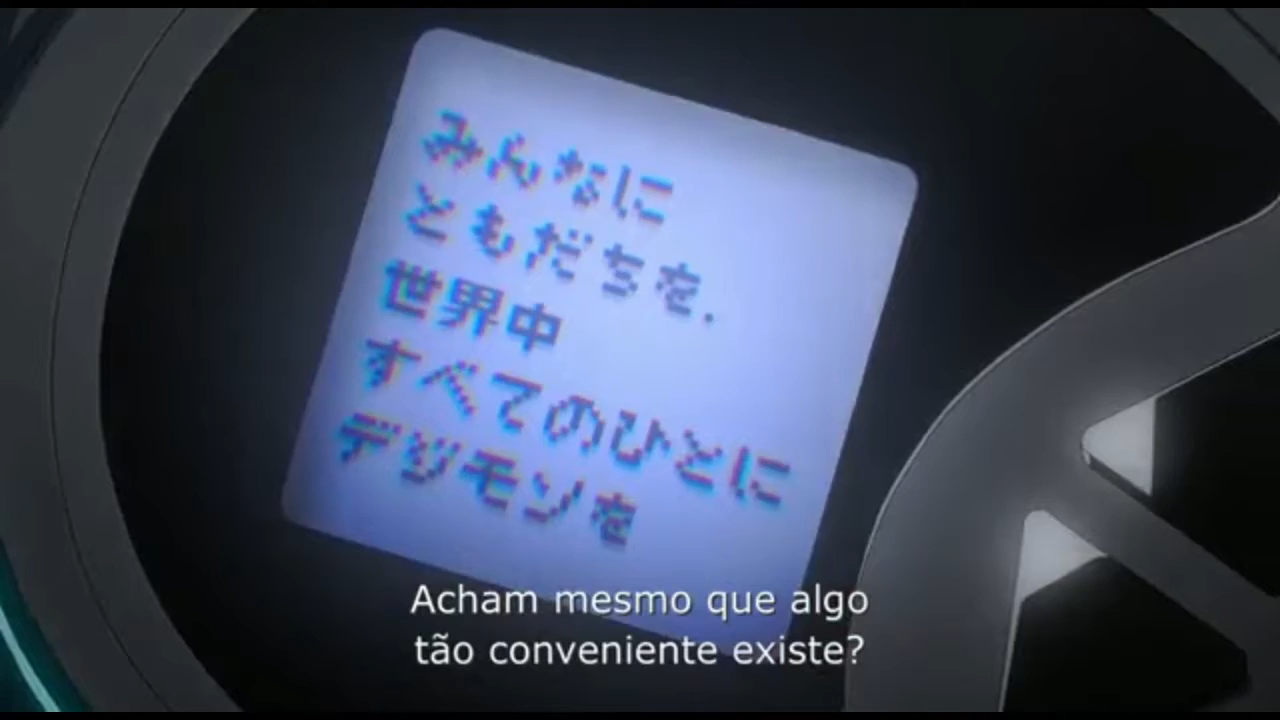 みんなに
ともだちを.
世界中
すべてのひとに
デジモンを
Acham mesmo que algo
tão conveniente existe?